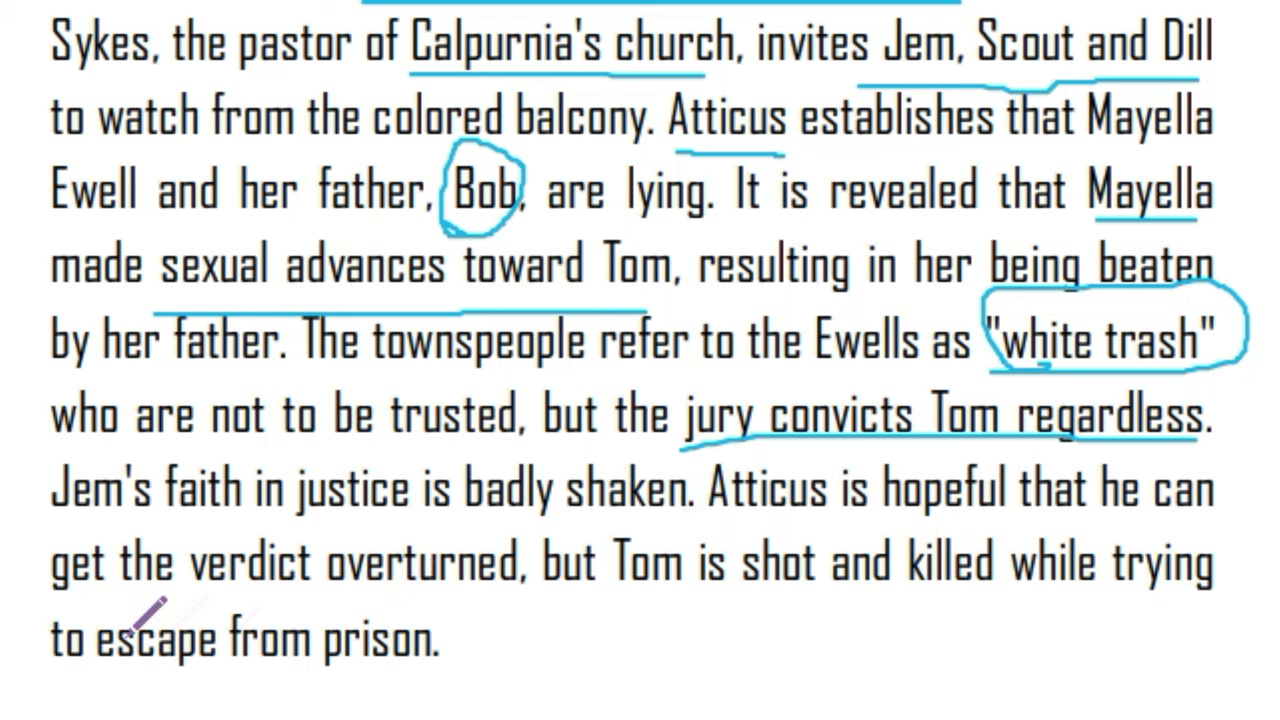 Sykes, the pastor of Calpurnia's church, invites Jem, Scout and Dill
to watch from the colored balcony. Atticus establishes that Mayella
Ewell and her father, Bob, are lying. It is revealed that Mayella
made sexual advances toward Tom, resulting in her being beaten
by her father. The townspeople refer to the Ewells as "white trash"
who are not to be trusted, but the jury convicts Tom regardless.
Jem's faith in justice is badly shaken. Atticus is hopeful that he can
get the verdict overturned, but Tom is shot and killed while trying
to escape from prison.